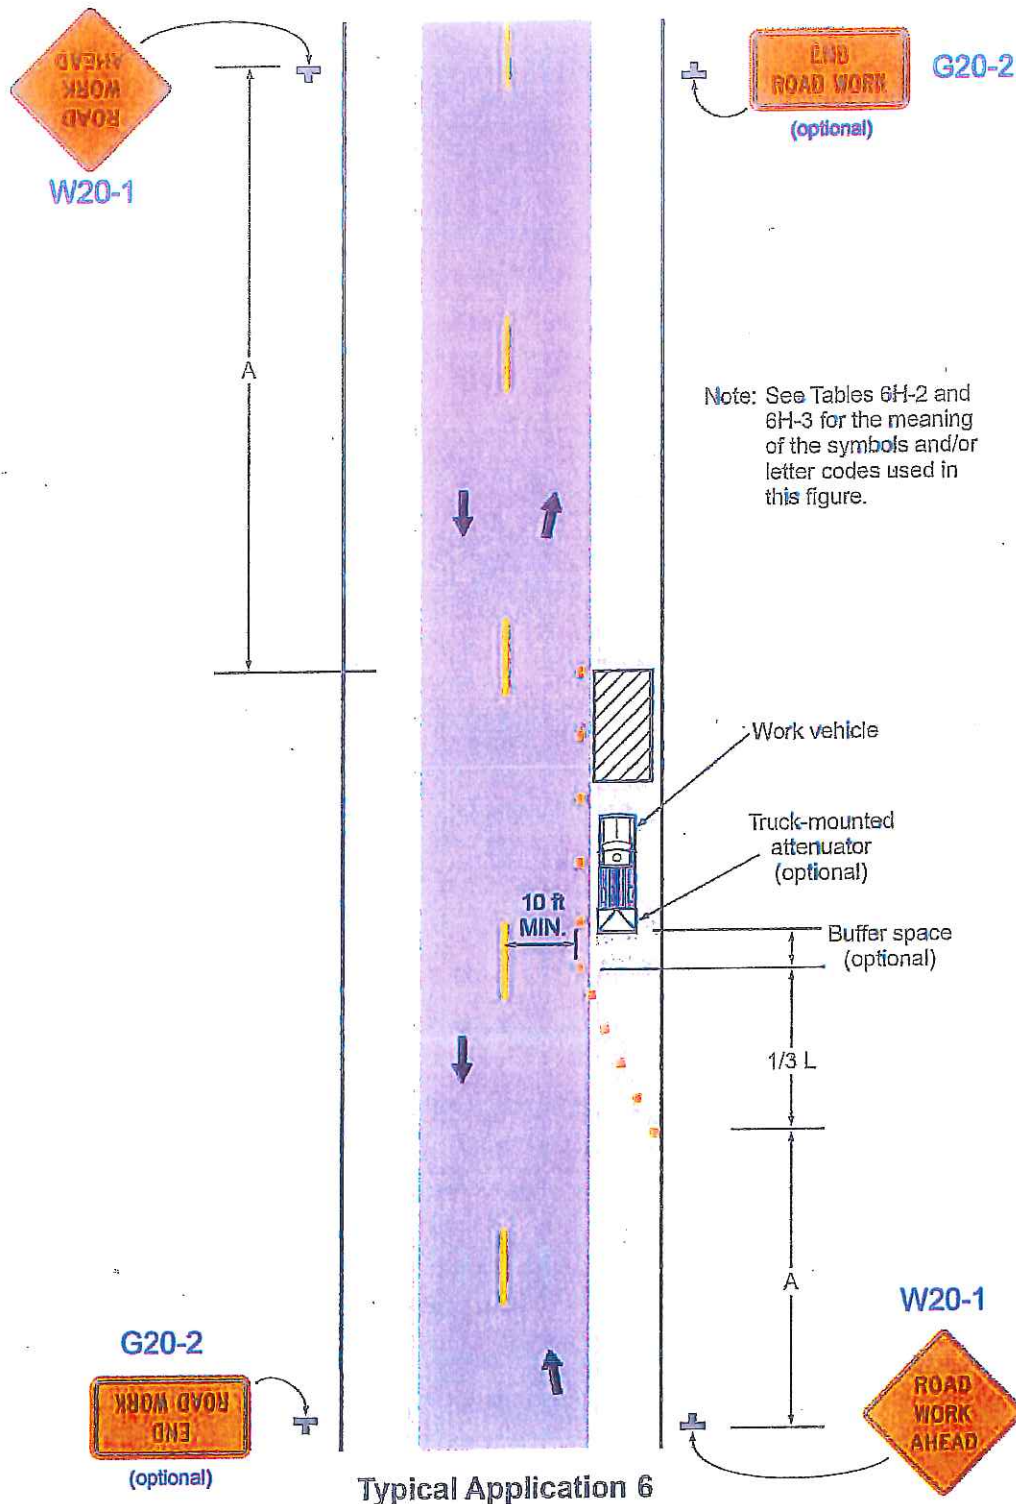 ROAD
WORK
AHEAD
W20-1
END
ROAD WORK
(optional)
G20-2
A
Note: See Tables 6H-2 and
6H-3 for the meaning
of the symbols and/or
letter codes used in
this figure.
Work vehicle
Truck-mounted
attenuator
(optional)
10 ft
MIN.
Buffer space
(optional)
1/3 L
A
G20-2
END
ROAD WORK
(optional)
W20-1
ROAD
WORK
AHEAD
Typical Application 6